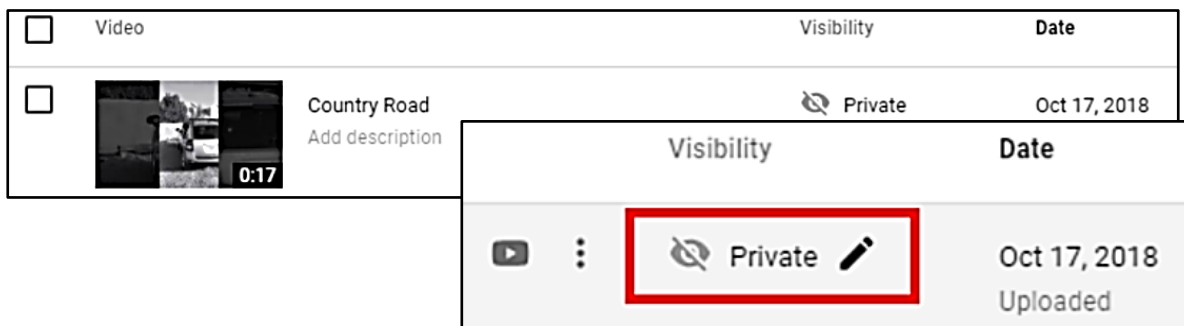 Video Visibility Date
Country Road Private Oct 17, 2018
Add description
0:17
Visibility Date
Private Oct 17, 2018
Uploaded